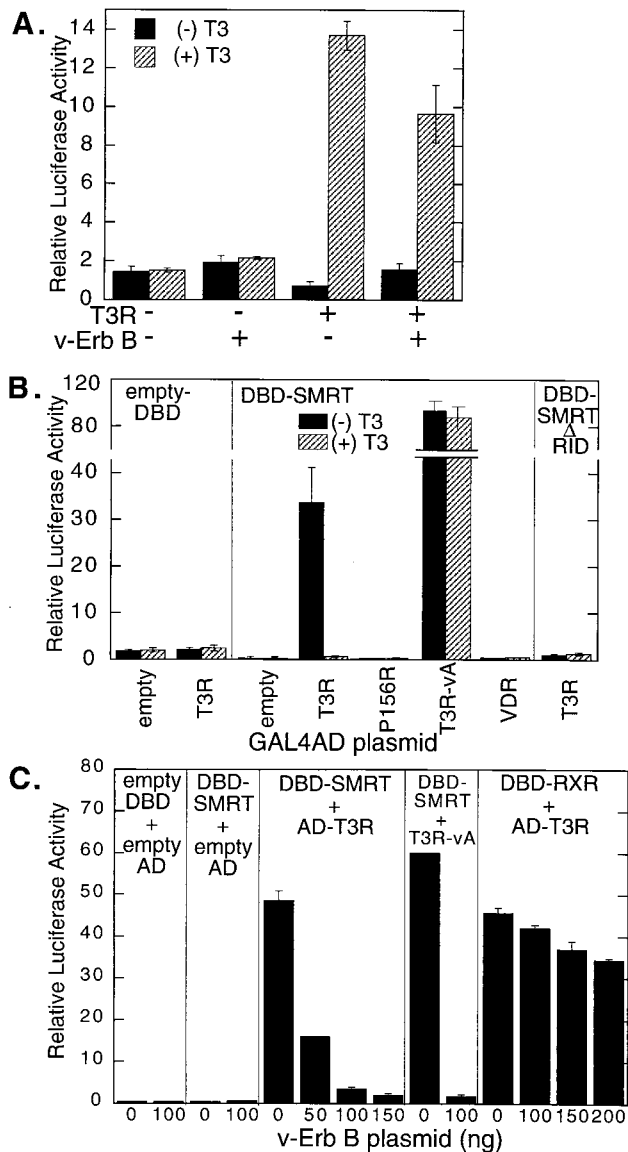 A.
(-) T3
(+) T3
Relative Luciferase Activity
14
12
10
8
6
4
2
0
T3R - - + +
v-Erb B - + - +
B.
empty-
DBD
DBD-SMRT
DBD-
SMRT
Δ
RID
(-) T3
(+) T3
Relative Luciferase Activity
120
80
40
30
20
10
0
empty
T3R
empty
T3R
P156R
T3R-vA
VDR
T3R
GAL4AD plasmid
C.
empty
DBD
+
empty
AD
DBD-
SMRT
+
empty
AD
DBD-SMRT
+
AD-T3R
DBD-
SMRT
+
T3R-vA
DBD-RXR
+
AD-T3R
Relative Luciferase Activity
80
70
60
50
40
30
20
10
0
0 100 0 100 0 50 100 150 0 100 0 100 150 200
v-Erb B plasmid (ng)